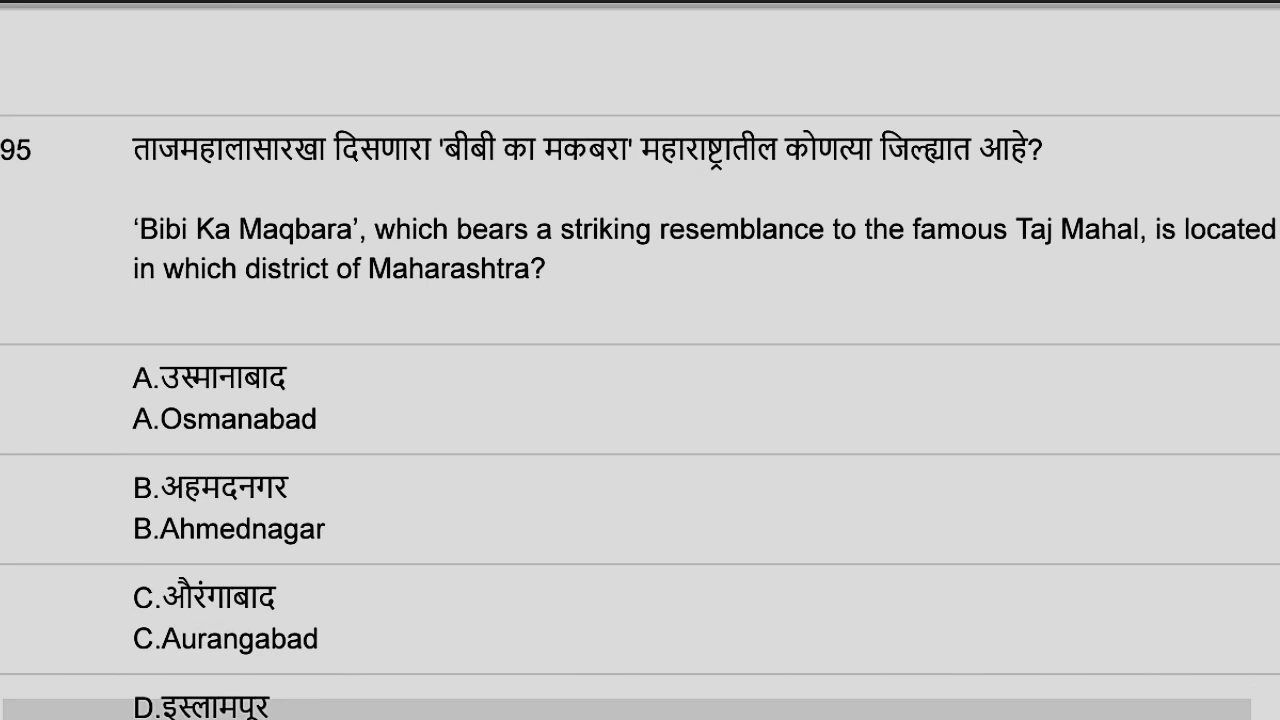 95
ताजमहालासारखा दिसणारा 'बीबी का मकबरा' महाराष्ट्रातील कोणत्या जिल्ह्यात आहे?
‘Bibi Ka Maqbara’, which bears a striking resemblance to the famous Taj Mahal, is located
in which district of Maharashtra?
A.उस्मानाबाद
A.Osmanabad
B.अहमदनगर
B.Ahmednagar
C.औरंगाबाद
C.Aurangabad
D.इस्लामपूर